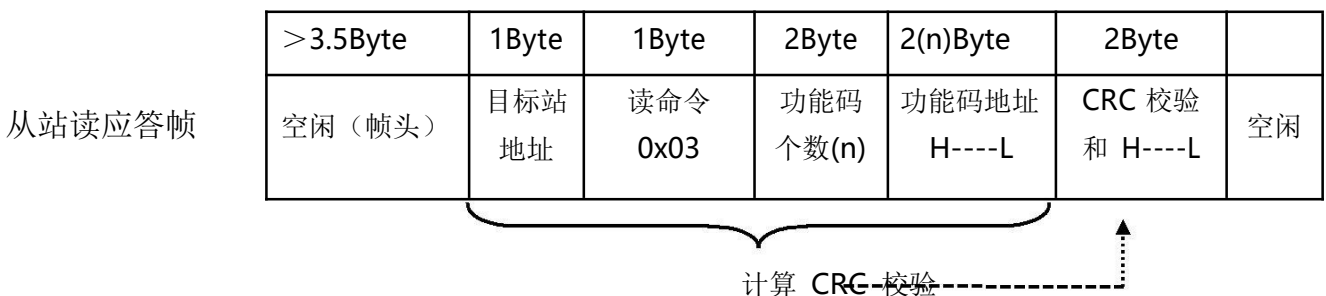 >3.5Byte 1Byte 1Byte 2Byte 2(n)Byte 2Byte
从站读应答帧
空闲（帧头）
目标站
地址
读命令
0x03
功能码
个数(n)
功能码地址
H----L
CRC 校验
和 H----L
空闲
计算 CRC 校验